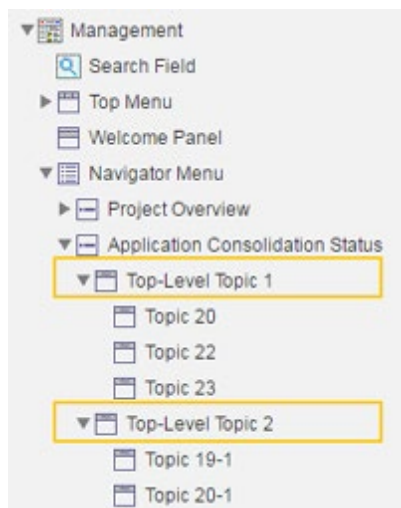 Management
Search Field
Top Menu
Welcome Panel
Navigator Menu
Project Overview
Application Consolidation Status
Top-Level Topic 1
Topic 20
Topic 22
Topic 23
Top-Level Topic 2
Topic 19-1
Topic 20-1